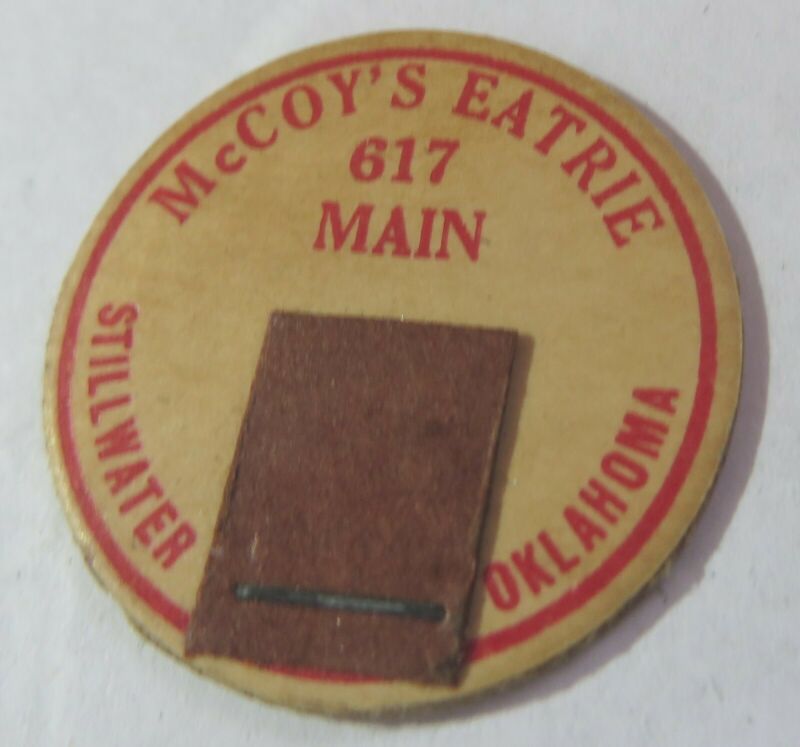 McCOY'S EATRIE
617
MAIN
STILLWATER
OKLAHOMA